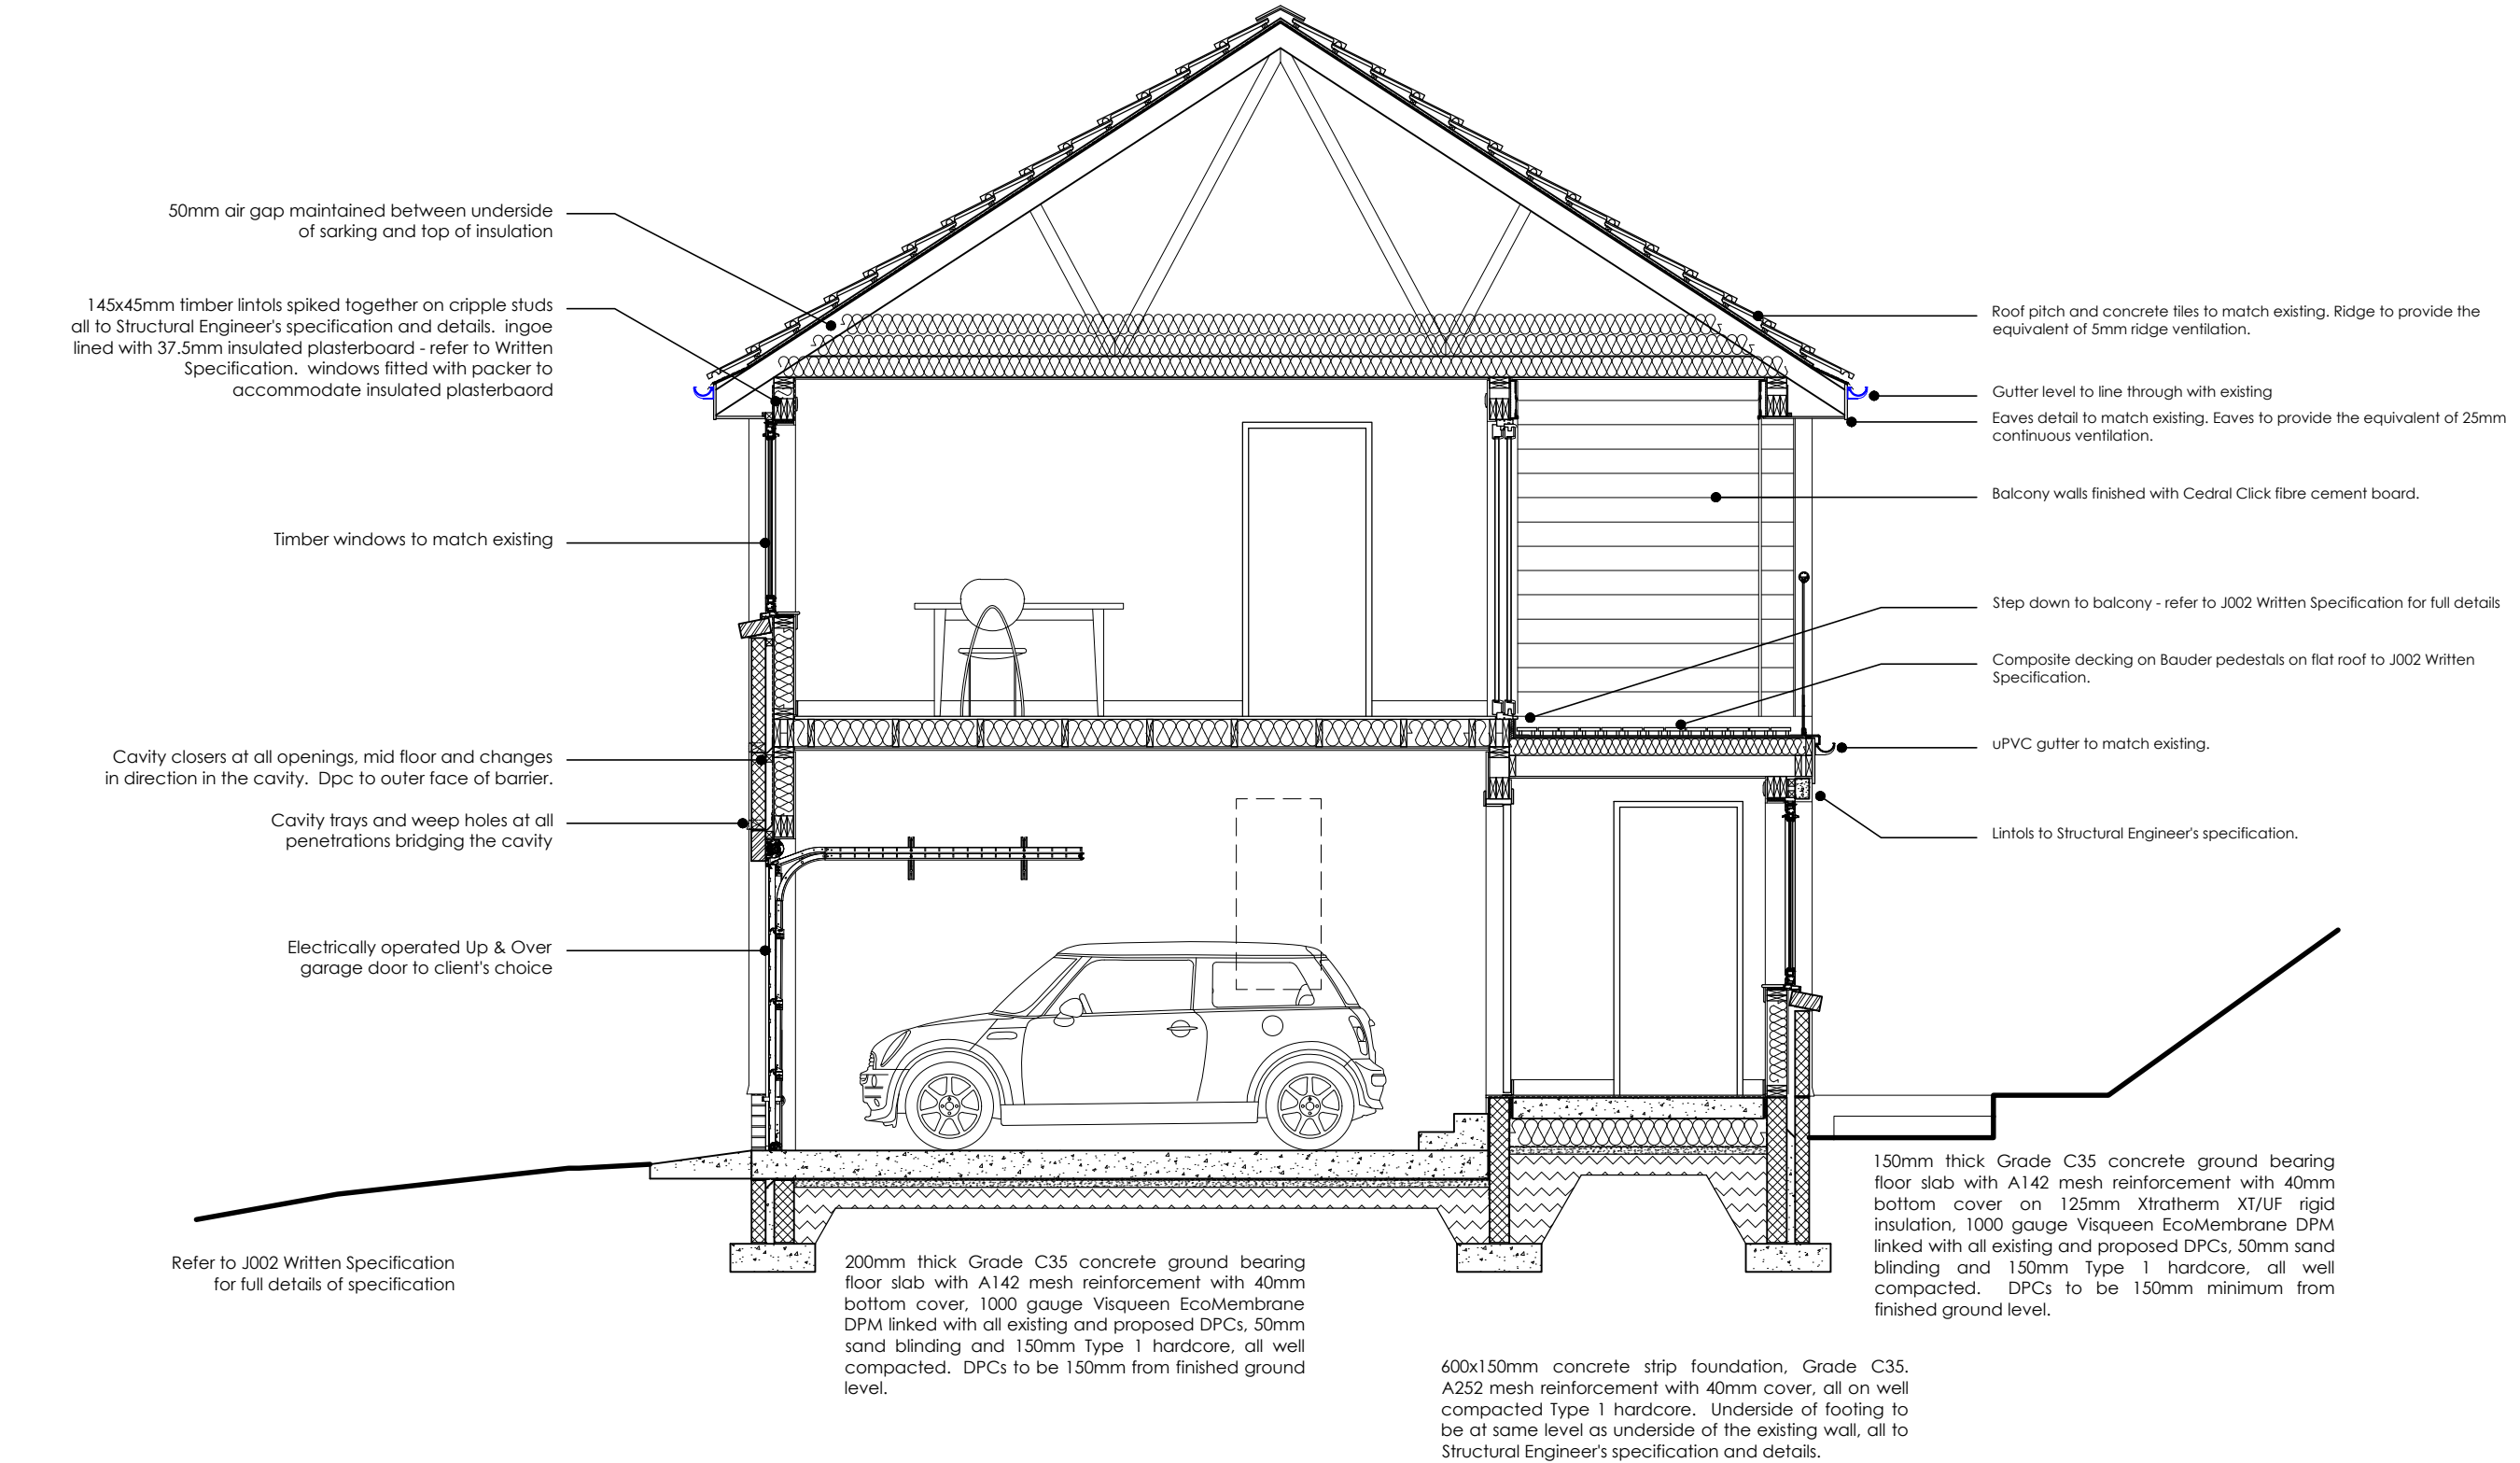 50mm air gap maintained between underside
of sarking and top of insulation
145x45mm timber lintols spiked together on cripple studs
all to Structural Engineer's specification and details.  ingoe
lined with 37.5mm insulated plasterboard - refer to Written
Specification.  windows fitted with packer to
accommodate insulated plasterbaord
Timber windows to match existing
Cavity closers at all openings, mid floor and changes
in direction in the cavity.  Dpc to outer face of barrier.
Cavity trays and weep holes at all
penetrations bridging the cavity
Electrically operated Up & Over
garage door to client's choice
Refer to J002 Written Specification
for full details of specification
Roof pitch and concrete tiles to match existing. Ridge to provide the
equivalent of 5mm ridge ventilation.
Gutter level to line through with existing
Eaves detail to match existing. Eaves to provide the equivalent of 25mm
continuous ventilation.
Balcony walls finished with Cedral Click fibre cement board.
Step down to balcony - refer to J002 Written Specification for full details
Composite decking on Bauder pedestals on flat roof to J002 Written
Specification.
uPVC gutter to match existing.
Lintols to Structural Engineer's specification.
150mm thick Grade C35 concrete ground bearing
floor slab with A142 mesh reinforcement with 40mm
bottom cover on 125mm Xtratherm XT/UF rigid
insulation, 1000 gauge Visqueen EcoMembrane DPM
linked with all existing and proposed DPCs, 50mm sand
blinding and 150mm Type 1 hardcore, all well
compacted.  DPCs to be 150mm minimum from
finished ground level.
200mm thick Grade C35 concrete ground bearing
floor slab with A142 mesh reinforcement with 40mm
bottom cover, 1000 gauge Visqueen EcoMembrane
DPM linked with all existing and proposed DPCs, 50mm
sand blinding and 150mm Type 1 hardcore, all well
compacted.  DPCs to be 150mm from finished ground
level.
600x150mm concrete strip foundation, Grade C35.
A252 mesh reinforcement with 40mm cover, all on well
compacted Type 1 hardcore.  Underside of footing to
be at same level as underside of the existing wall, all to
Structural Engineer's specification and details.